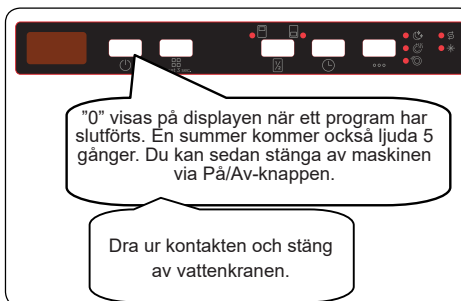 ”0” visas på displayen när ett program har
slutförts. En summer kommer också ljuda 5
gånger. Du kan sedan stänga av maskinen
via På/Av-knappen.
Dra ur kontakten och stäng
av vattenkranen.